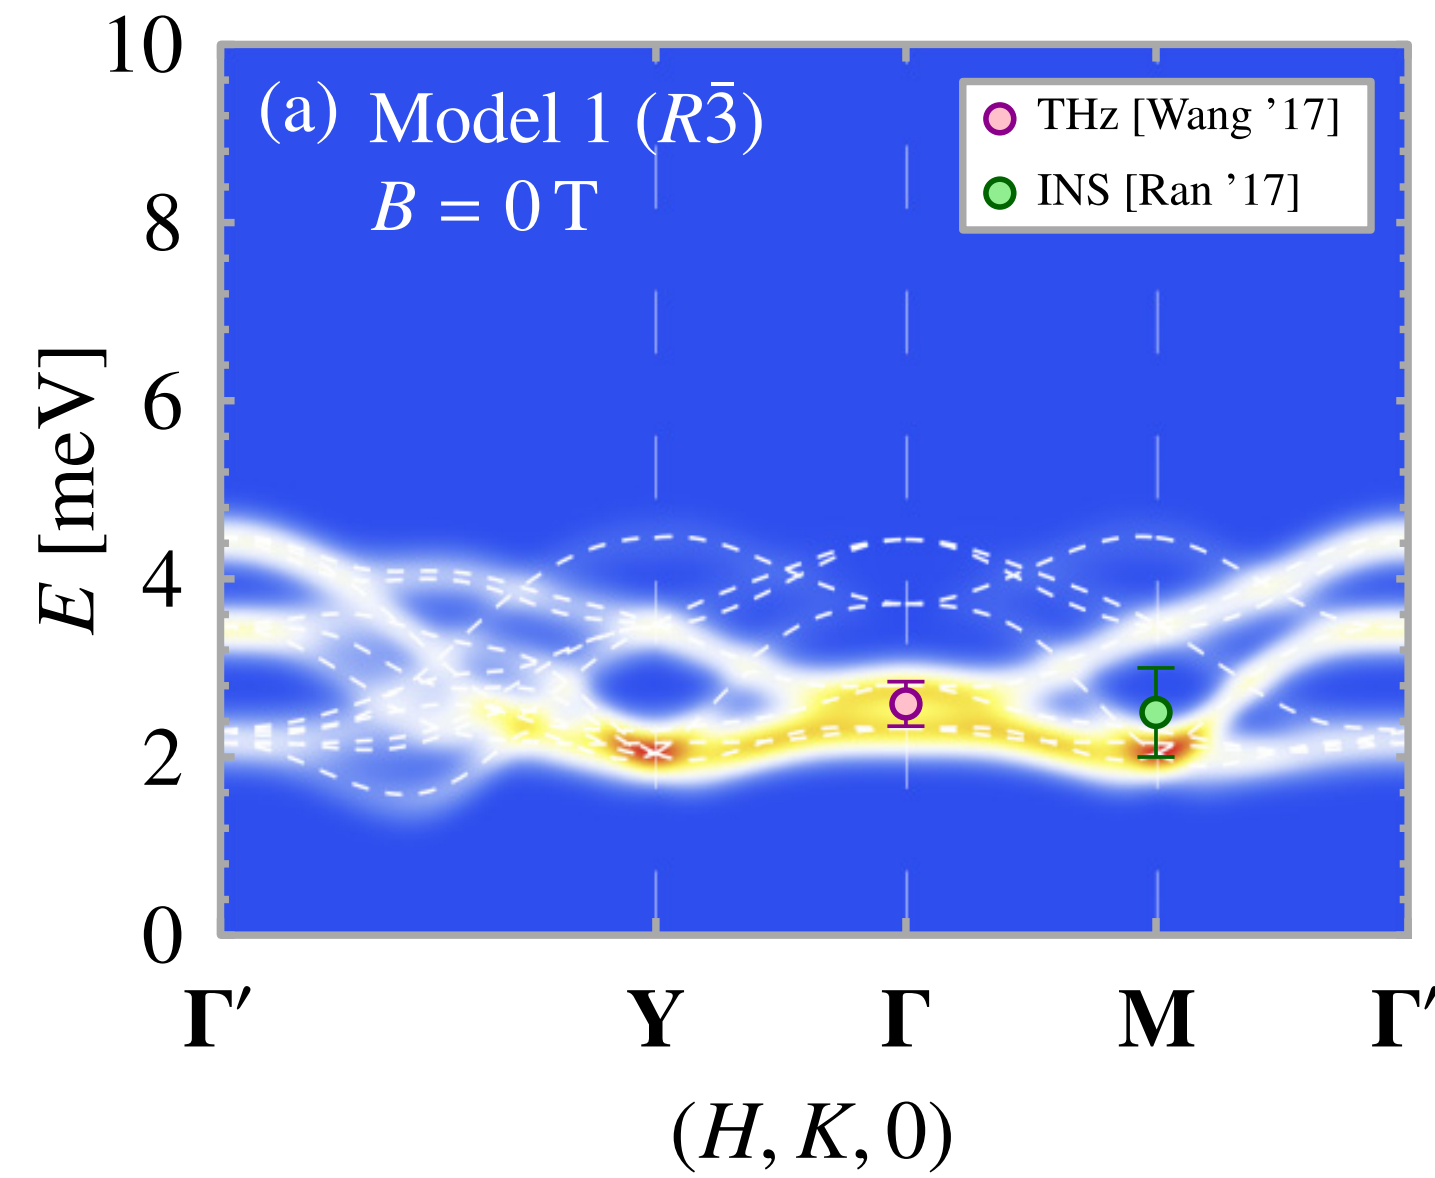 10
8
6
4
2
0
E [meV]
(a) Model 1 (R3̄)
B = 0 T
THz [Wang ’17]
INS [Ran ’17]
Γ′ Y Γ M Γ′
(H, K, 0)